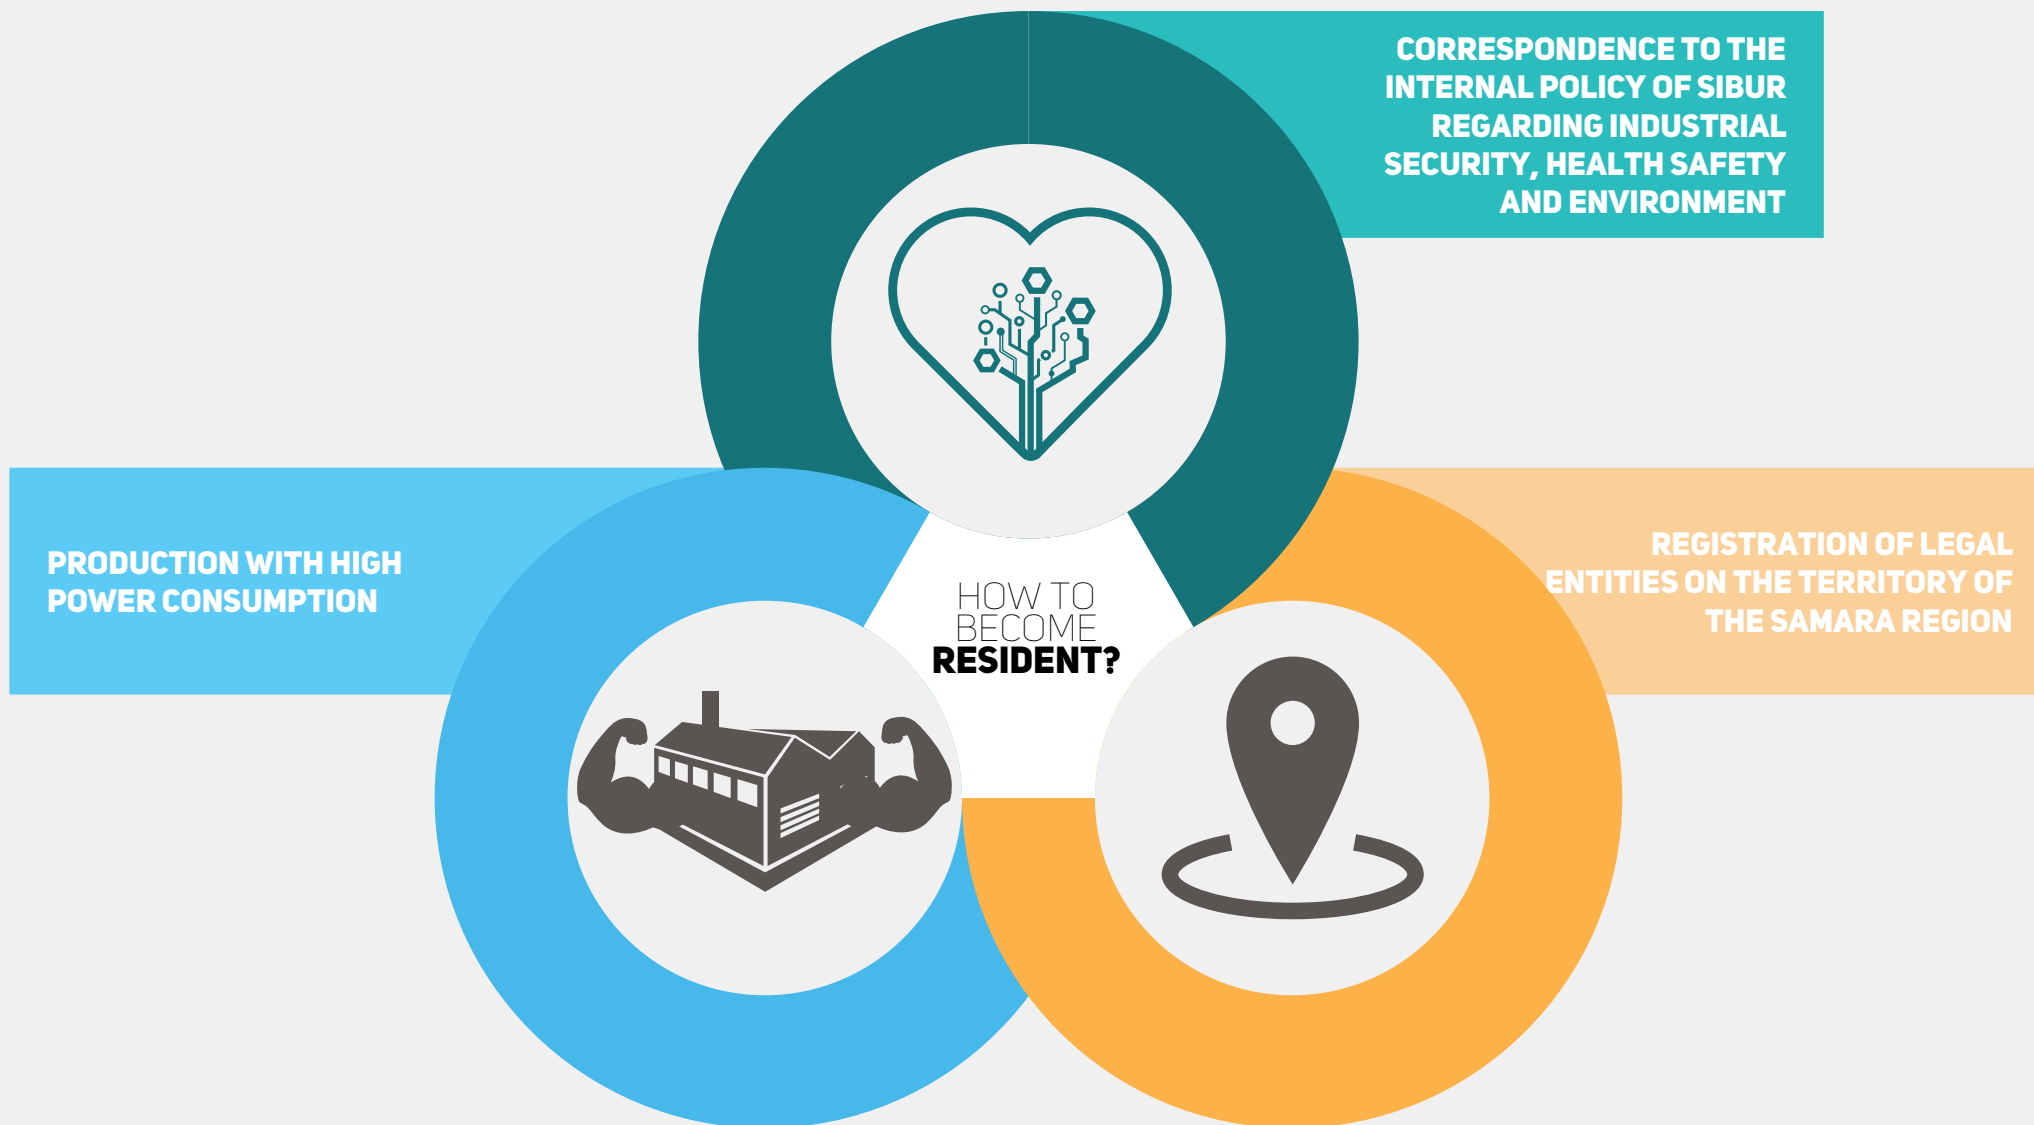 CORRESPONDENCE TO THE
INTERNAL POLICY OF SIBUR
REGARDING INDUSTRIAL
SECURITY, HEALTH SAFETY
AND ENVIRONMENT
PRODUCTION WITH HIGH
POWER CONSUMPTION
HOW TO
BECOME
RESIDENT?
REGISTRATION OF LEGAL
ENTITIES ON THE TERRITORY OF
THE SAMARA REGION